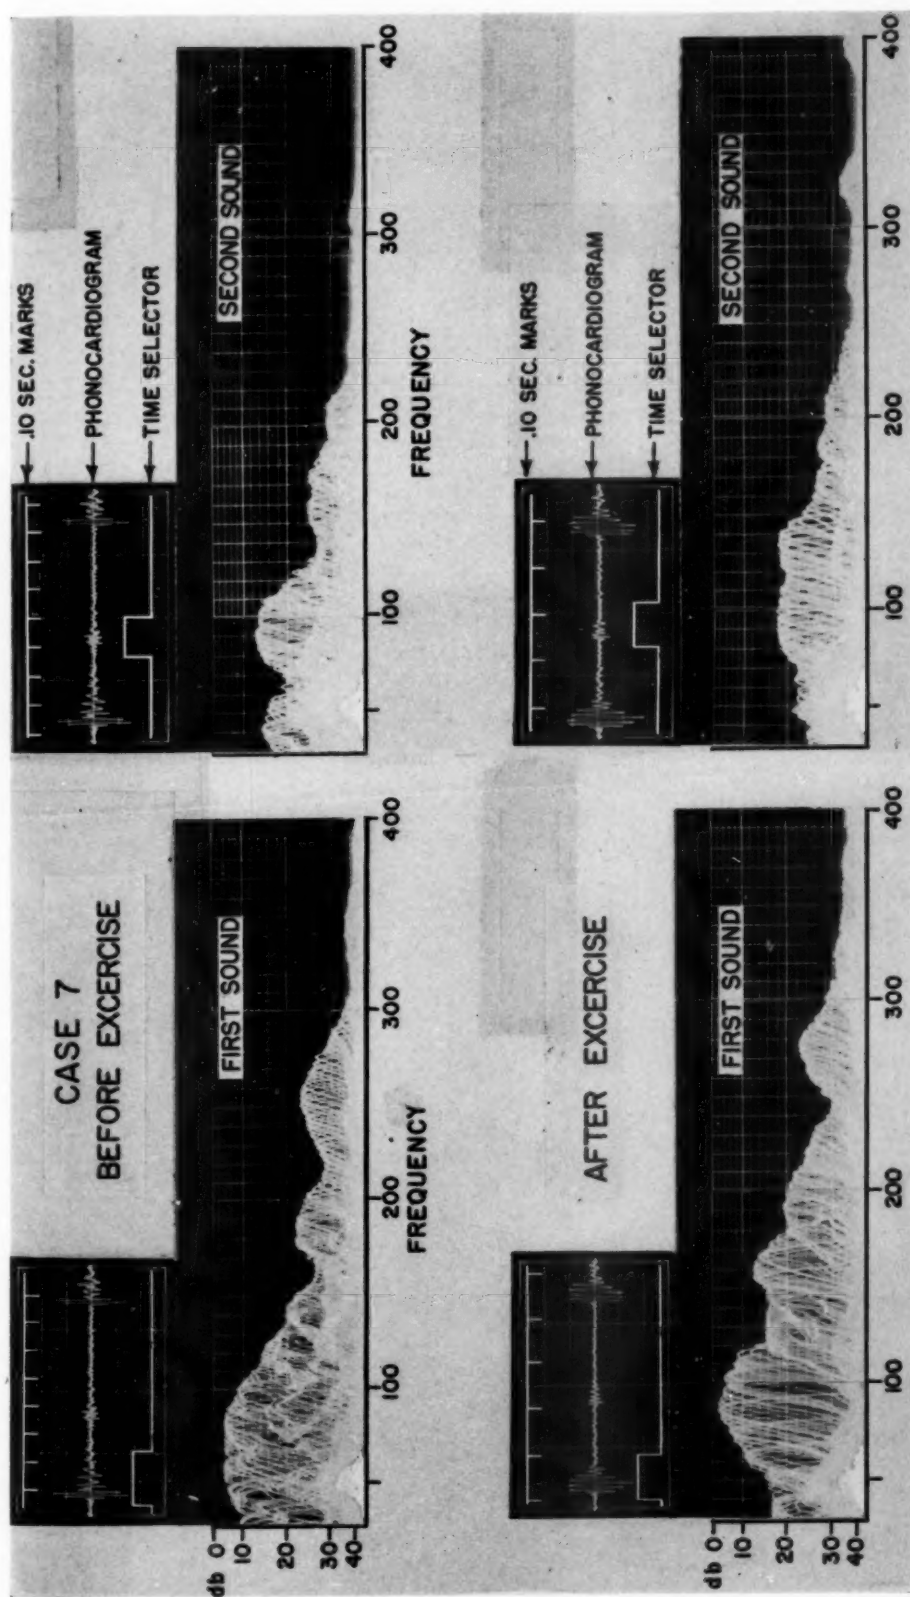 CASE 7
BEFORE EXCERCISE
.10 SEC. MARKS
PHONOCARDIOGRAM
TIME SELECTOR
FIRST SOUND
SECOND SOUND
db 0
10
20
30
40
100
200
300
400
FREQUENCY
100
200
300
400
FREQUENCY
AFTER EXCERCISE
.10 SEC. MARKS
PHONOCARDIOGRAM
TIME SELECTOR
FIRST SOUND
SECOND SOUND
db 0
10
20
30
40
100
200
300
400
100
200
300
400